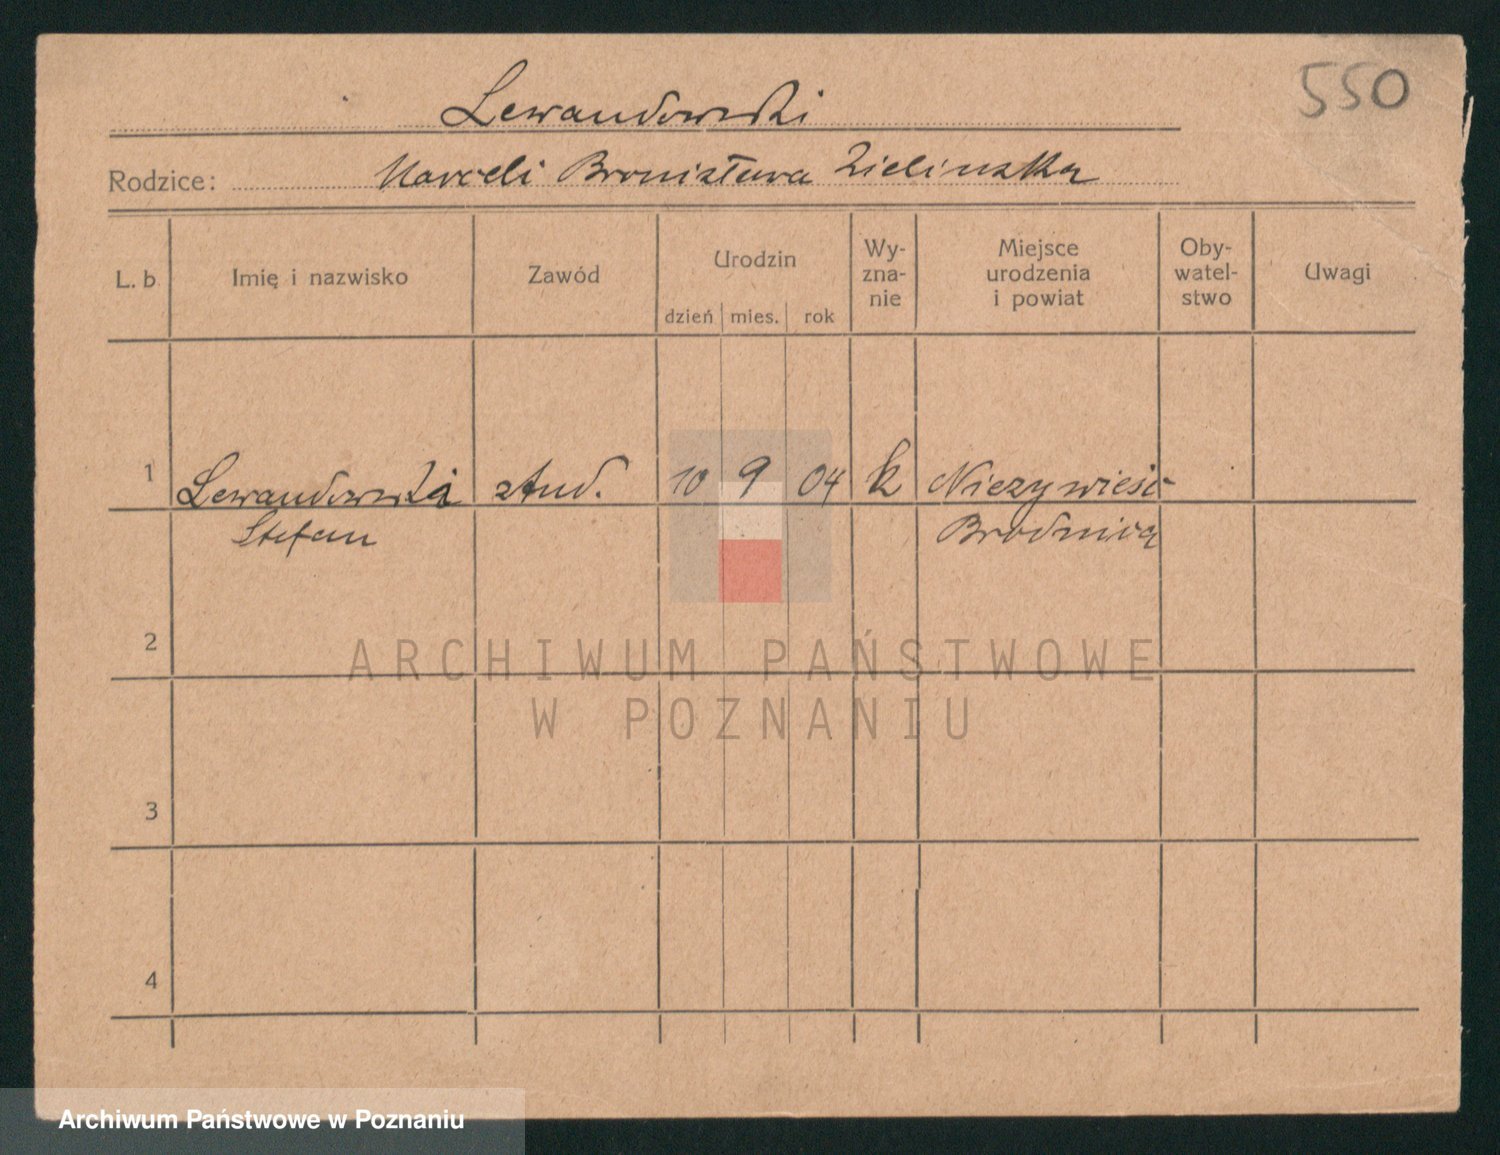 550
Lewandowski
Rodzice: Marceli Bronisława Zielinska
L. b.
Imię i nazwisko
Zawód
Urodzin
dzień mies. rok
Wy-
zna-
nie
Miejsce
urodzenia
i powiat
Oby-
watel-
stwo
Uwagi
1 Lewandowski stud. 10 9 04 k Niezywiesi-
Stefan Brodnica
2
3
4
ARCHIWUM PAŃSTWOWE
W POZNANIU
Archiwum Państwowe w Poznaniu